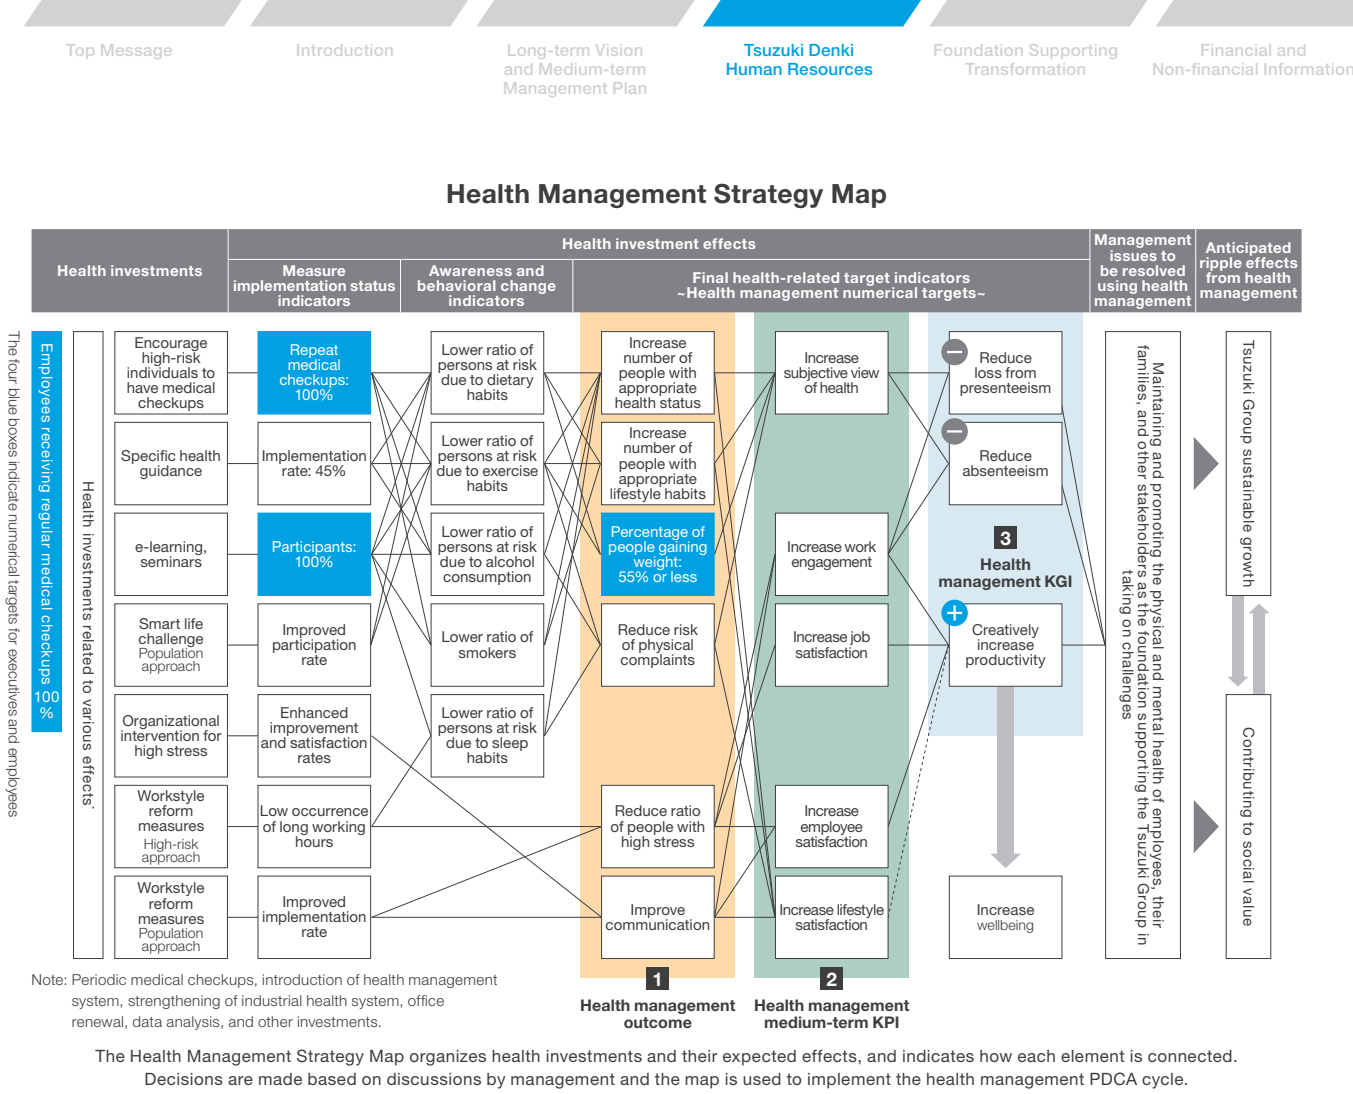 Top Message
Introduction
Long-term Vision
and Medium-term
Management Plan
Tsuzuki Denki
Human Resources
Foundation Supporting
Transformation
Financial and
Non-financial Information
Health Management Strategy Map
Health investments
Health investment effects
Measure
implementation status
indicators
Awareness and
behavioral change
indicators
Final health-related target indicators
~Health management numerical targets~
Management
issues to
be resolved
using health
management
Anticipated
ripple effects
from health
management
The four blue boxes indicate numerical targets for executives and employees
Employees receiving regular medical checkups 100
%
Health investments related to various effects*
Encourage
high-risk
individuals to
have medical
checkups
Specific health
guidance
e-learning,
seminars
Smart life
challenge
Population
approach
Organizational
intervention for
high stress
Workstyle
reform
measures
High-risk
approach
Workstyle
reform
measures
Population
approach
Repeat
medical
checkups:
100%
Implementation
rate: 45%
Participants:
100%
Improved
participation
rate
Enhanced
improvement
and satisfaction
rates
Low occurrence
of long working
hours
Improved
implementation
rate
Lower ratio of
persons at risk
due to dietary
habits
Lower ratio of
persons at risk
due to exercise
habits
Lower ratio of
persons at risk
due to alcohol
consumption
Lower ratio of
smokers
Lower ratio of
persons at risk
due to sleep
habits
Increase
number of
people with
appropriate
health status
Increase
number of
people with
appropriate
lifestyle habits
Percentage of
people gaining
weight:
55% or less
Reduce risk
of physical
complaints
Reduce ratio
of people with
high stress
Improve
communication
1
Health management
outcome
Increase
subjective view
of health
Increase work
engagement
Increase job
satisfaction
Increase
employee
satisfaction
Increase lifestyle
satisfaction
2
Health management
medium-term KPI
−
Reduce
loss from
presenteeism
−
Reduce
absenteeism
3
Health
management KGI
+
Creatively
increase
productivity
Increase
wellbeing
Maintaining and promoting the physical and mental health of employees, their
families, and other stakeholders as the foundation supporting the Tsuzuki Group in
taking on challenges
Tsuzuki Group sustainable growth
Contributing to social value
Note: Periodic medical checkups, introduction of health management
system, strengthening of industrial health system, office
renewal, data analysis, and other investments.
The Health Management Strategy Map organizes health investments and their expected effects, and indicates how each element is connected.
Decisions are made based on discussions by management and the map is used to implement the health management PDCA cycle.